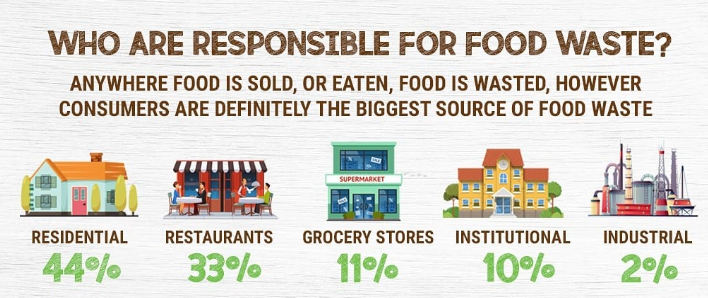 WHO ARE RESPONSIBLE FOR FOOD WASTE?
ANYWHERE FOOD IS SOLD, OR EATEN, FOOD IS WASTED, HOWEVER
CONSUMERS ARE DEFINITELY THE BIGGEST SOURCE OF FOOD WASTE
SUPERMARKET
RESIDENTIAL RESTAURANTS GROCERY STORES INSTITUTIONAL INDUSTRIAL
44% 33% 11% 10% 2%